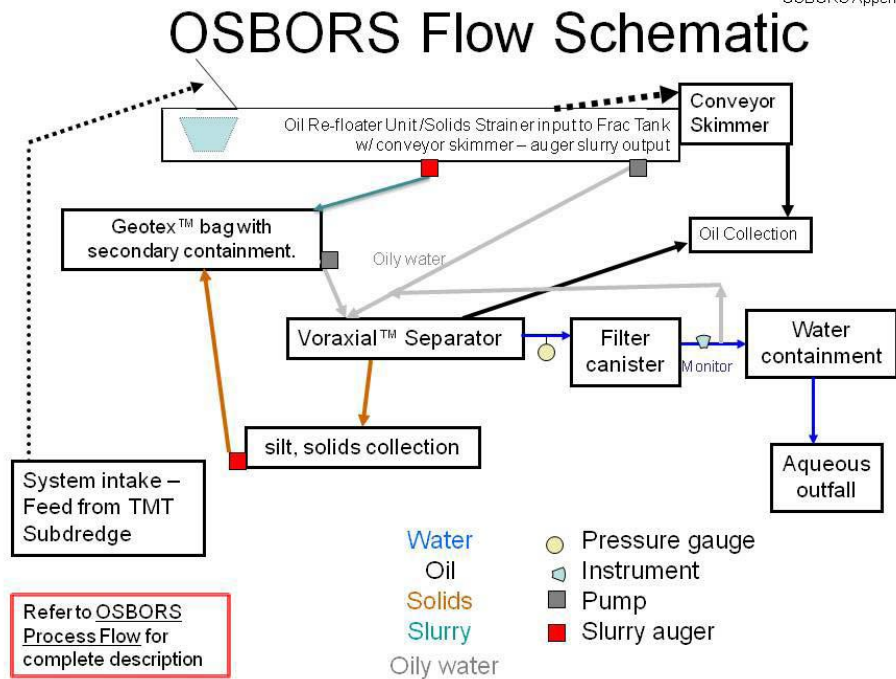 OSBORS Flow Schematic
Oil Re-floater Unit/Solids Strainer input to Frac Tank
w/ conveyor skimmer – auger slurry output
Conveyor
Skimmer
Geotex™ bag with
secondary containment.
Oily water
Oil Collection
Voraxial™ Separator
Filter
canister
Monitor
Water
containment
silt, solids collection
System intake –
Feed from TMT
Subdredge
Aqueous
outfall
Water
Oil
Solids
Slurry
Oily water
Pressure gauge
Instrument
Pump
Slurry auger
Refer to OSBORS
Process Flow for
complete description